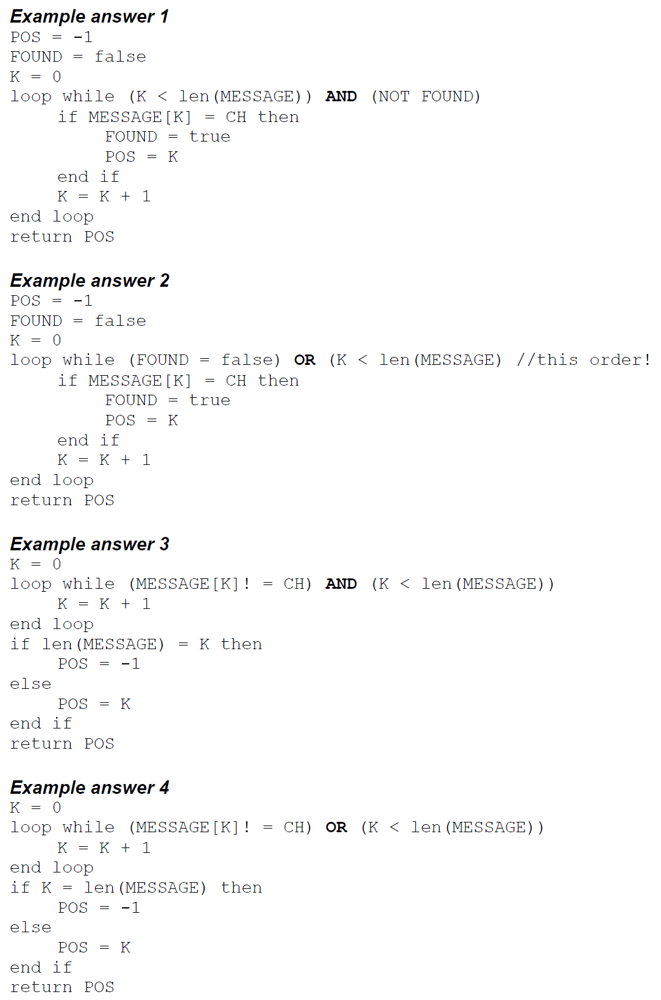 Example answer 1
POS = -1
FOUND = false
K = 0
loop while (K < len(MESSAGE)) AND (NOT FOUND)
if MESSAGE[K] = CH then
FOUND = true
POS = K
end if
K = K + 1
end loop
return POS
Example answer 2
POS = -1
FOUND = false
K = 0
loop while (FOUND = false) OR (K < len(MESSAGE) //this order!
if MESSAGE[K] = CH then
FOUND = true
POS = K
end if
K = K + 1
end loop
return POS
Example answer 3
K = 0
loop while (MESSAGE[K]! = CH) AND (K < len(MESSAGE))
K = K + 1
end loop
if len(MESSAGE) = K then
POS = -1
else
POS = K
end if
return POS
Example answer 4
K = 0
loop while (MESSAGE[K]! = CH) OR (K < len(MESSAGE))
K = K + 1
end loop
if K = len(MESSAGE) then
POS = -1
else
POS = K
end if
return POS